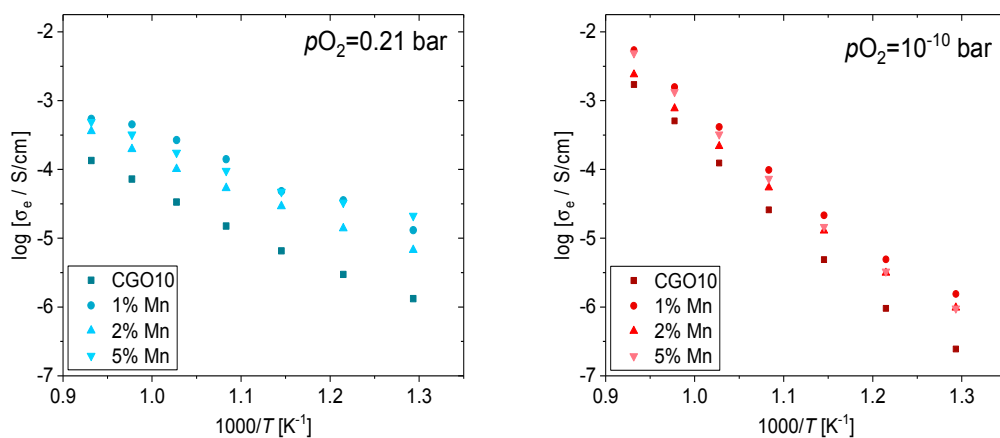 pO₂=0.21 bar
log [σₑ / S/cm]
-2
-3
-4
-5
-6
-7
CGO10
1% Mn
2% Mn
5% Mn
0.9 1.0 1.1 1.2 1.3
1000/T [K⁻¹]
pO₂=10⁻¹⁰ bar
log [σₑ / S/cm]
-2
-3
-4
-5
-6
-7
CGO10
1% Mn
2% Mn
5% Mn
0.9 1.0 1.1 1.2 1.3
1000/T [K⁻¹]